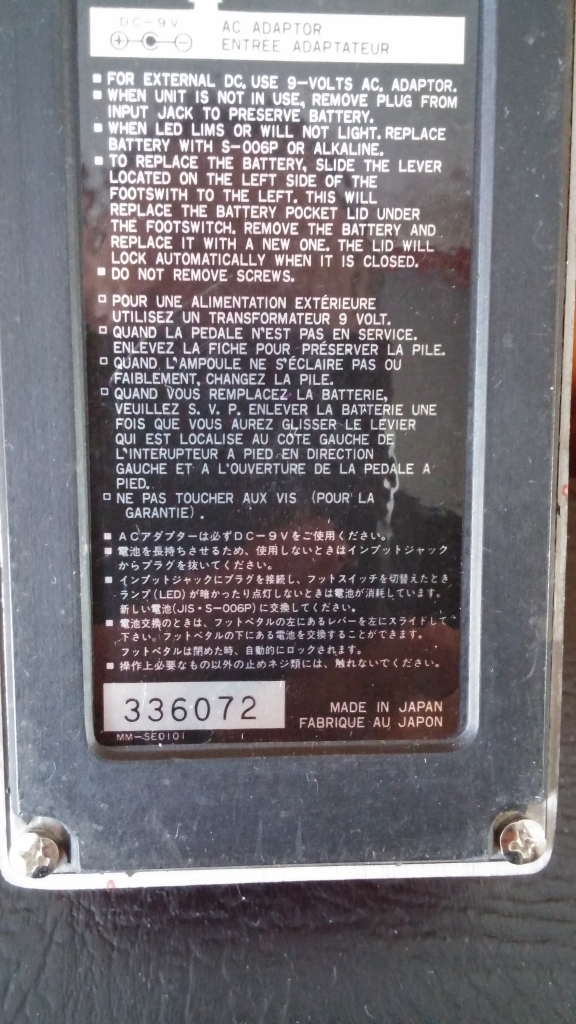 DC-9V
AC ADAPTOR
ENTREE ADAPTATEUR
■ FOR EXTERNAL DC, USE 9-VOLTS AC. ADAPTOR.
■ WHEN UNIT IS NOT IN USE, REMOVE PLUG FROM
INPUT JACK TO PRESERVE BATTERY.
■ WHEN LED LIMS OR WILL NOT LIGHT. REPLACE
BATTERY WITH S-006P OR ALKALINE.
■ TO REPLACE THE BATTERY, SLIDE THE LEVER
LOCATED ON THE LEFT SIDE OF THE
FOOTSWITH TO THE LEFT. THIS WILL
REPLACE THE BATTERY POCKET LID UNDER
THE FOOTSWITCH. REMOVE THE BATTERY AND
REPLACE IT WITH A NEW ONE. THE LID WILL
LOCK AUTOMATICALLY WHEN IT IS CLOSED.
■ DO NOT REMOVE SCREWS.
□ POUR UNE ALIMENTATION EXTÉRIEURE
UTILISEZ UN TRANSFORMATEUR 9 VOLT.
□ QUAND LA PEDALE N'EST PAS EN SERVICE.
ENLEVEZ LA FICHE POUR PRÉSERVER LA PILE.
□ QUAND L'AMPOULE NE S'ÉCLAIRE PAS OU
FAIBLEMENT, CHANGEZ LA PILE.
□ QUAND VOUS REMPLACEZ LA BATTERIE,
VEUILLEZ S. V. P. ENLEVER LA BATTERIE UNE
FOIS QUE VOUS AUREZ GLISSER LE LEVIER
QUI EST LOCALISE AU CÔTE GAUCHE DE
L'INTERUPTEUR A PIED EN DIRECTION
GAUCHE ET A L'OUVERTURE DE LA PEDALE A
PIED.
□ NE PAS TOUCHER AUX VIS (POUR LA
GARANTIE).
■ ACアダプターは必ずDC-9Vをご使用ください。
■ 電池を長持ちさせるため、使用しないときはインプットジャック
からプラグを抜いてください。
■ インプットジャックにプラグを接続し、フットスイッチを切替えたとき
ランプ(LED)が暗かったり点灯しないときは電池が消耗しています。
新しい電池(JIS・S-006P)に交換してください。
■ 電池交換のときは、フットペタルの左にあるレバーを左にスライドして
下さい。フットペタルの下にある電池を交換することができます。
フットペタルは閉めた時、自動的にロックされます。
■ 操作上必要なもの以外の止めネジ類には、触れないでください。
336072
MADE IN JAPAN
FABRIQUE AU JAPON
MM-SE0101